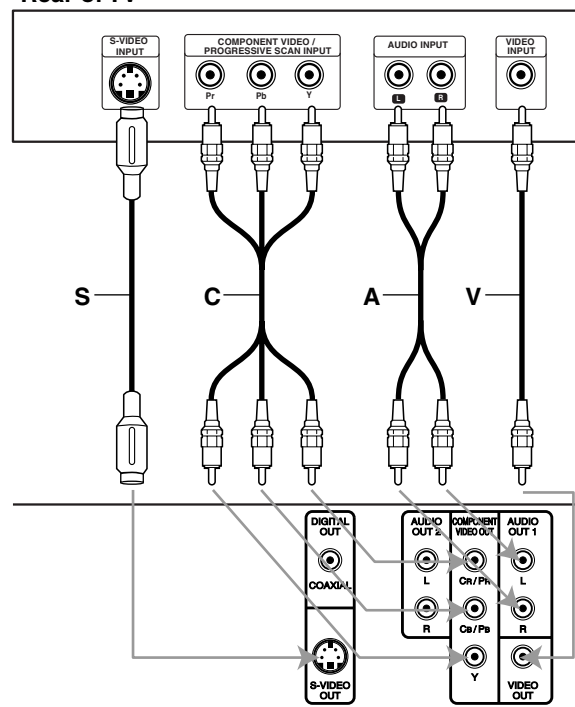 Rear of TV
S-VIDEO
INPUT
COMPONENT VIDEO /
PROGRESSIVE SCAN INPUT
Pr
Pb
Y
AUDIO INPUT
L
R
VIDEO
INPUT
S
C
A
V
DIGITAL
OUT
COAXIAL
S-VIDEO
OUT
AUDIO
OUT 2
L
R
COMPONENT
VIDEO OUT
CR/PR
CB/PB
Y
AUDIO
OUT 1
L
R
VIDEO
OUT